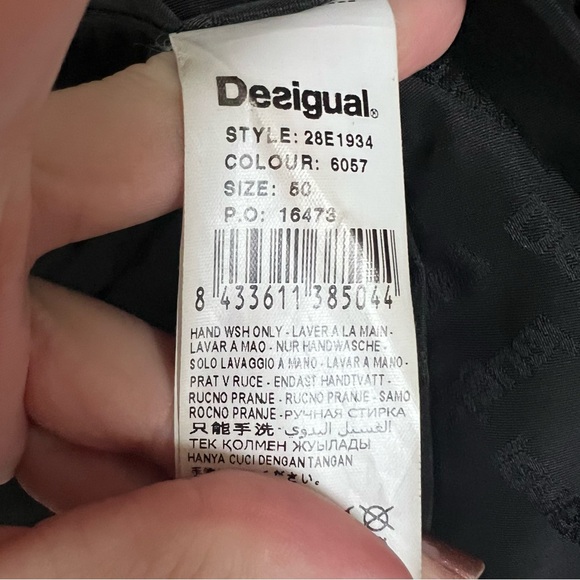 Desigual®
STYLE: 28E1934
COLOUR: 6057
SIZE: 50
P.O: 16473
8 433611 385044
HAND WSH ONLY - LAVER A LA MAIN -
LAVAR A MAO - NUR HANDWASCHE -
SOLO LAVAGGIO A MANO - LAVAR A MANO -
PRAT V RUCE - ENDAST HANDTVATT -
RUCNO PRANJE - RUCNO PRANJE - SAMO
ROCNO PRANJE - РУЧНАЯ СТИРКА
只能手洗 - الغسيل اليدوي
ТЕК ҚОЛМЕН ЖУЫЛАДЫ
HANYA CUCI DENGAN TANGAN